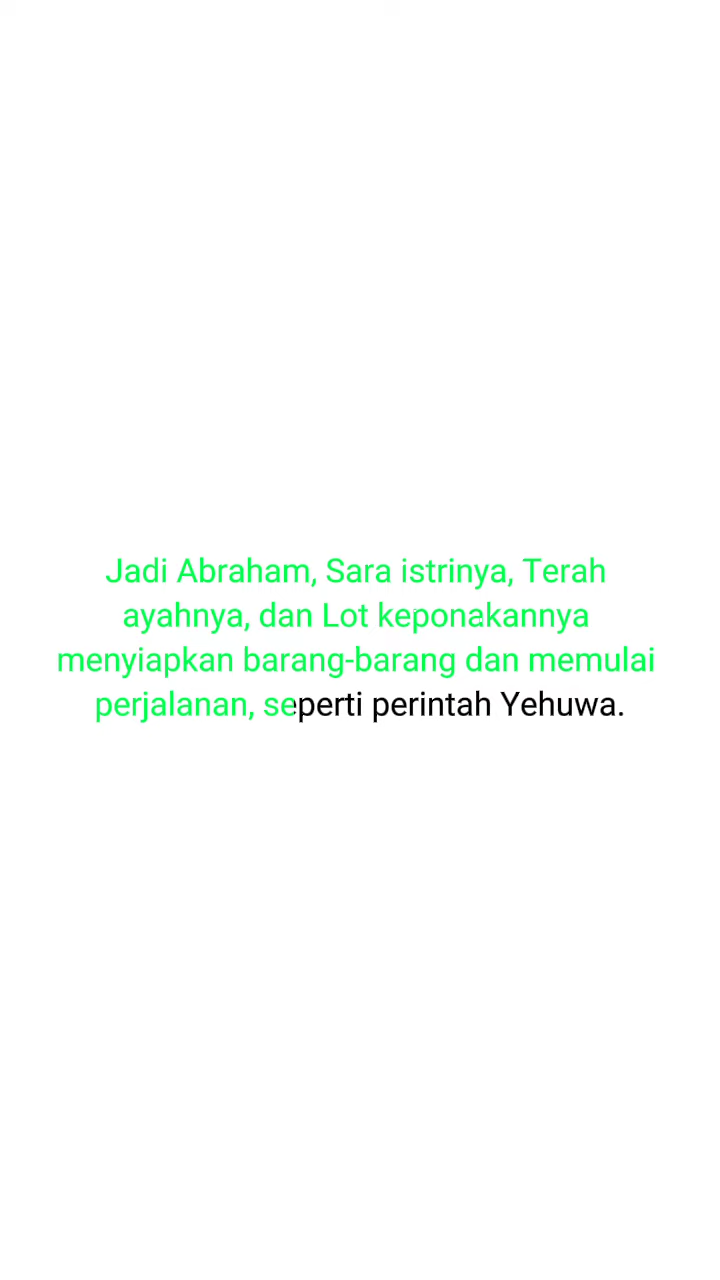 Jadi Abraham, Sara istrinya, Terah
ayahnya, dan Lot keponakannya
menyiapkan barang-barang dan memulai
perjalanan, seperti perintah Yehuwa.